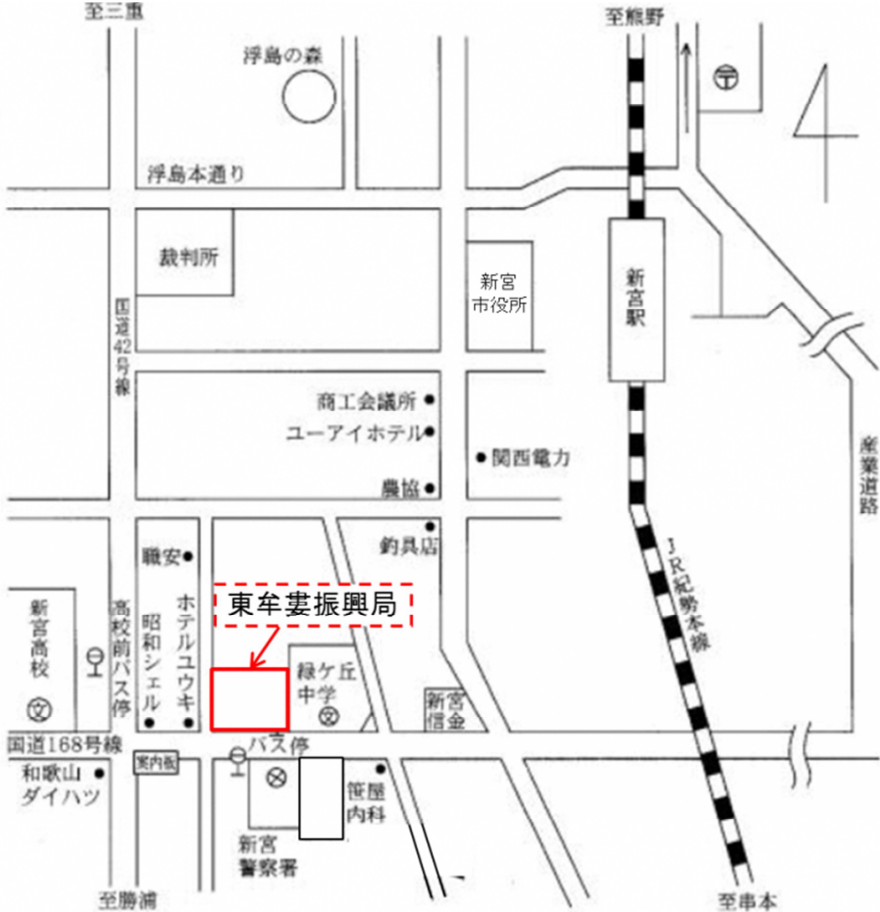 至三重
至熊野
浮島の森
〒
浮島本通り
裁判所
新宮
市役所
新宮駅
国道42号線
商工会議所
ユーアイホテル
関西電力
農協
産業道路
釣具店
職安
JR紀勢本線
東牟婁振興局
新宮高校
文
高校前バス停
昭和シェル
ホテルユウキ
緑ケ丘
中学
文
新宮
信金
国道168号線
バス停
案内板
和歌山
ダイハツ
笹屋
内科
新宮
警察署
至勝浦
至串本